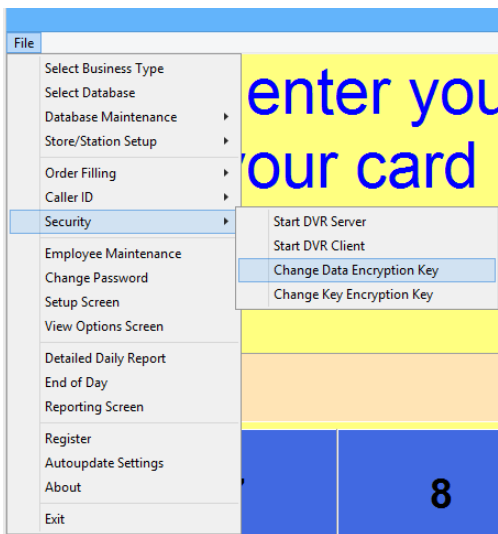 File
Select Business Type
Select Database
Database Maintenance
Store/Station Setup
Order Filling
Caller ID
Security
Employee Maintenance
Change Password
Setup Screen
View Options Screen
Detailed Daily Report
End of Day
Reporting Screen
Register
Autoupdate Settings
About
Exit
Start DVR Server
Start DVR Client
Change Data Encryption Key
Change Key Encryption Key
enter you
our card
8